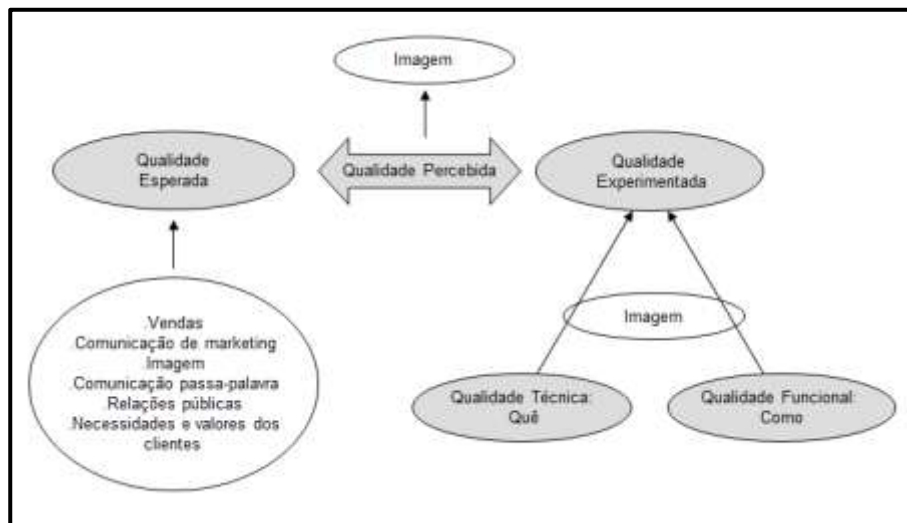 Imagem
Qualidade
Esperada
Qualidade Percebida
Qualidade
Experimentada
.Vendas
Comunicação de marketing
.Imagem
.Comunicação passa-palavra
.Relações públicas
.Necessidades e valores dos
clientes
Imagem
Qualidade Técnica:
Quê
Qualidade Funcional:
Como